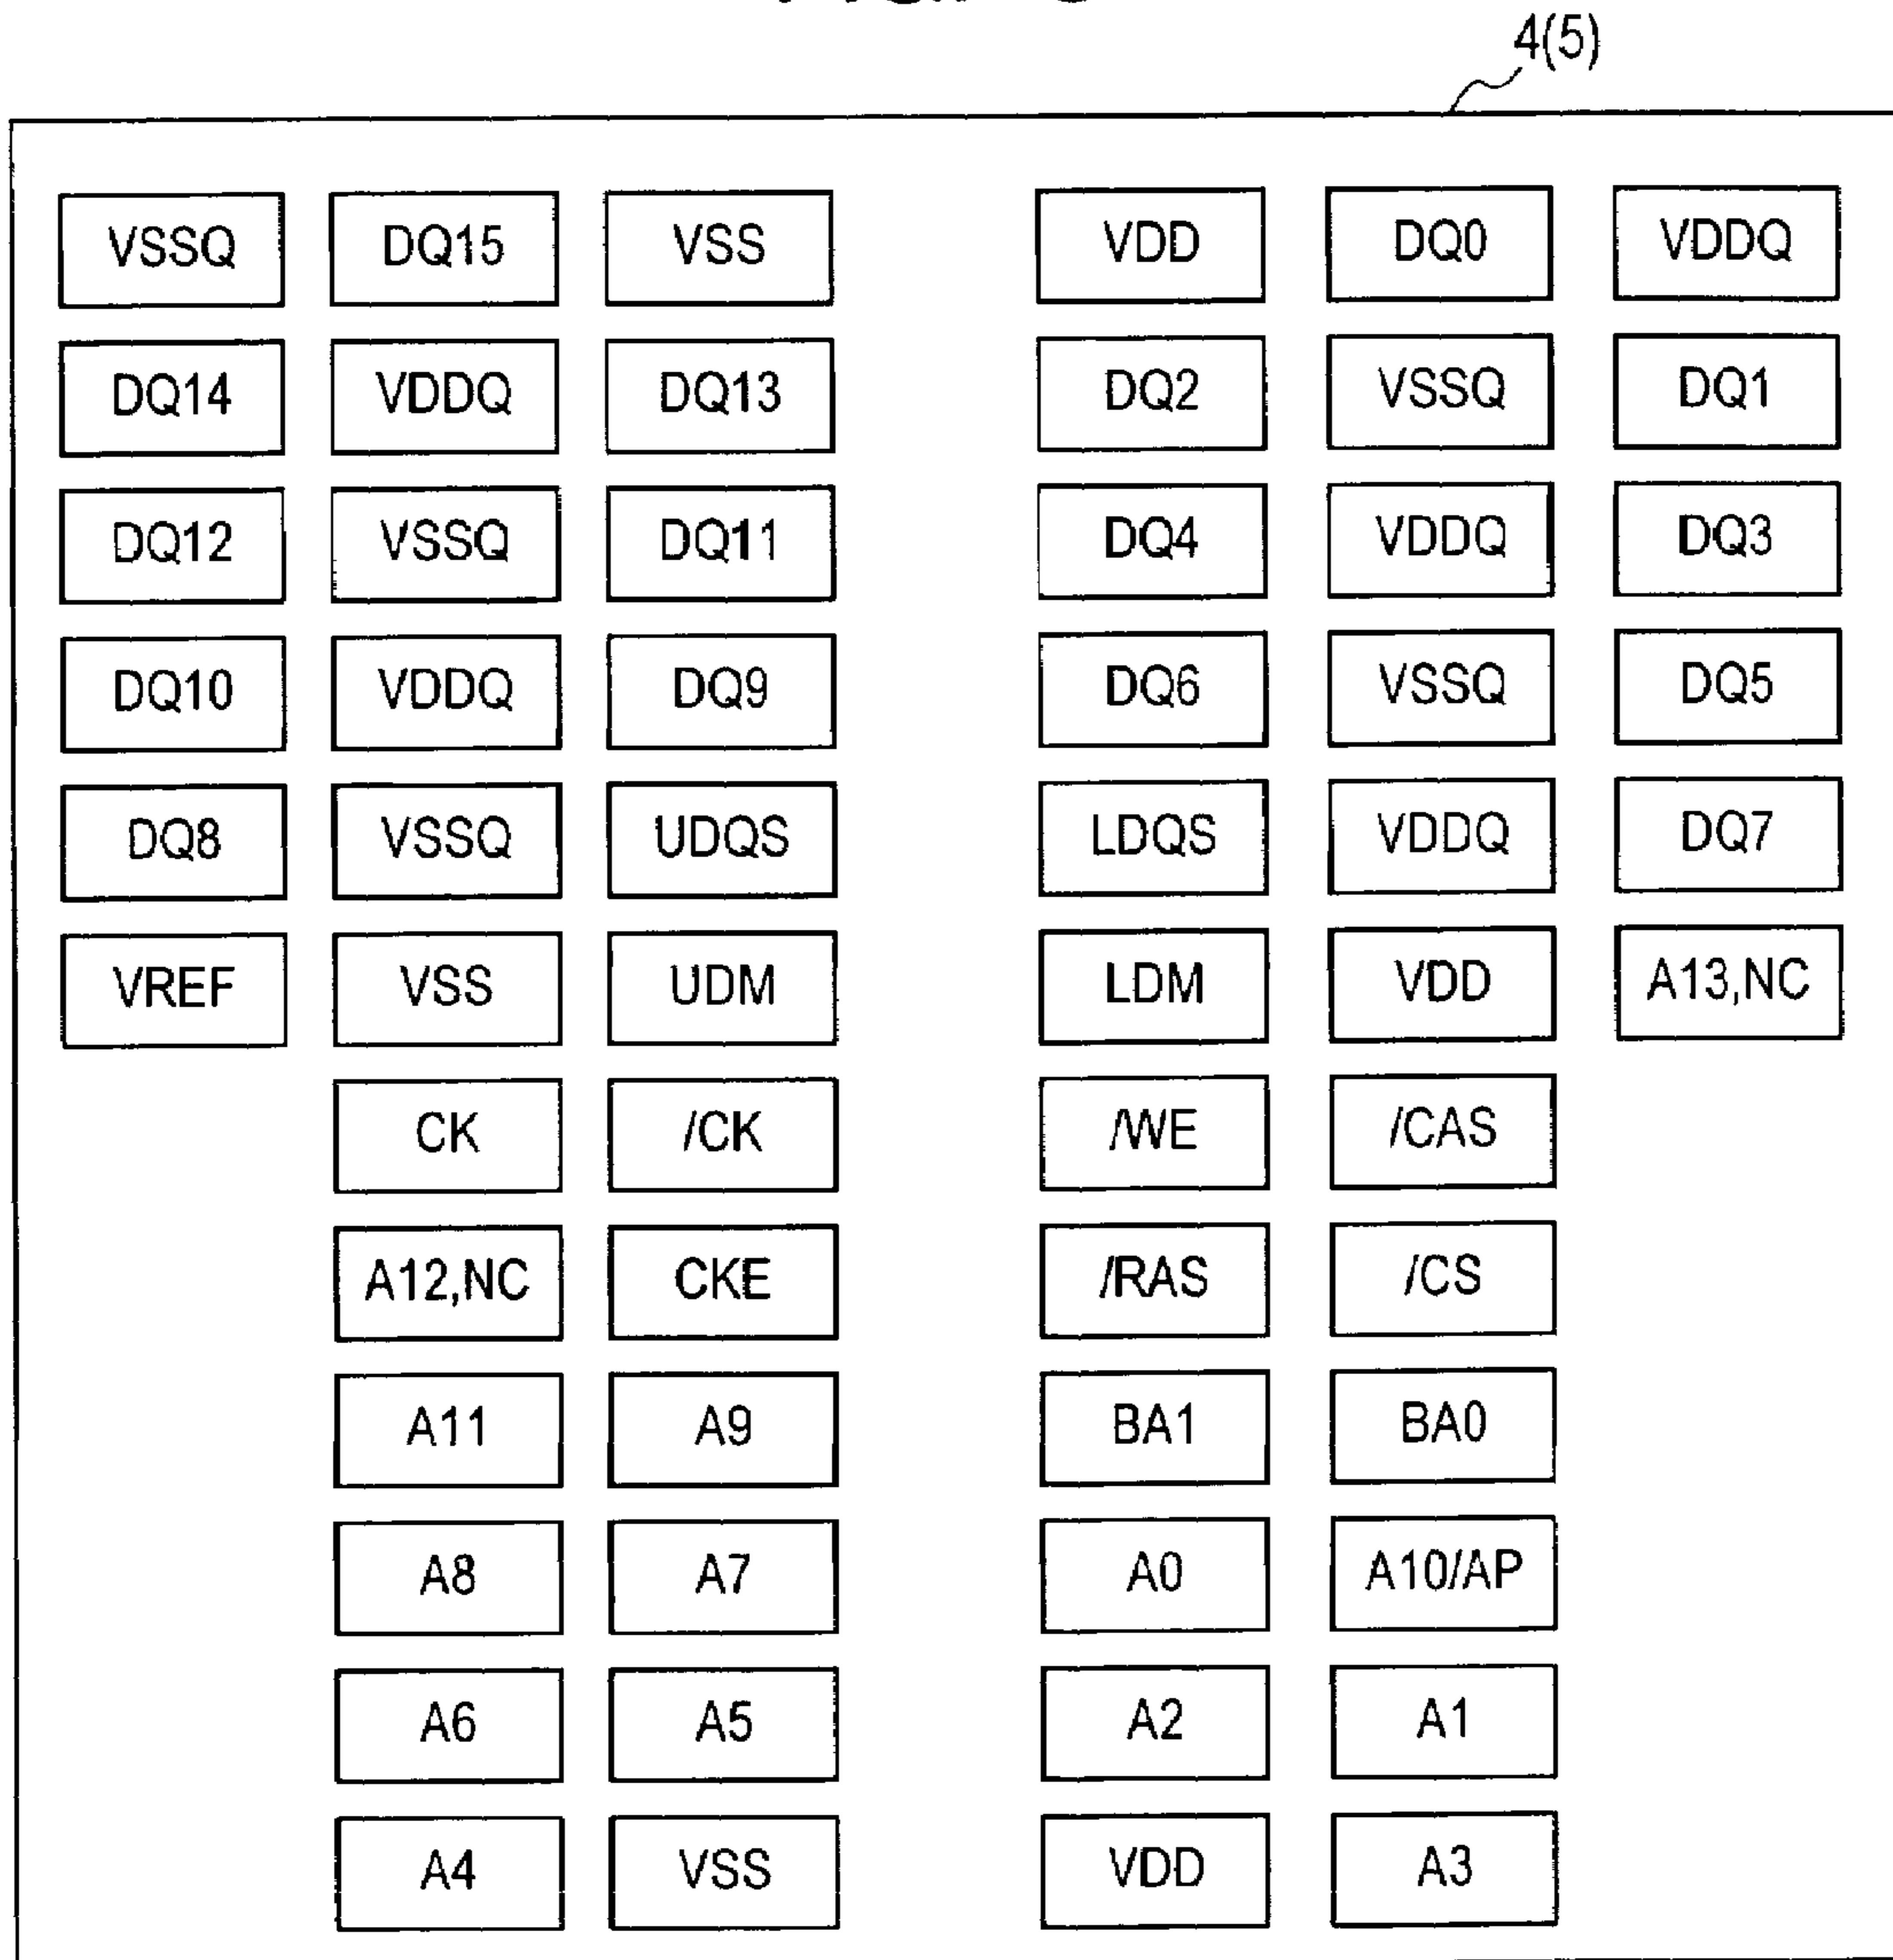 4(5)
VSSQ DQ15 VSS VDD DQ0 VDDQ
DQ14 VDDQ DQ13 DQ2 VSSQ DQ1
DQ12 VSSQ DQ11 DQ4 VDDQ DQ3
DQ10 VDDQ DQ9 DQ6 VSSQ DQ5
DQ8 VSSQ UDQS LDQS VDDQ DQ7
VREF VSS UDM LDM VDD A13,NC
CK /CK /WE /CAS
A12,NC CKE /RAS /CS
A11 A9 BA1 BA0
A8 A7 A0 A10/AP
A6 A5 A2 A1
A4 VSS VDD A3